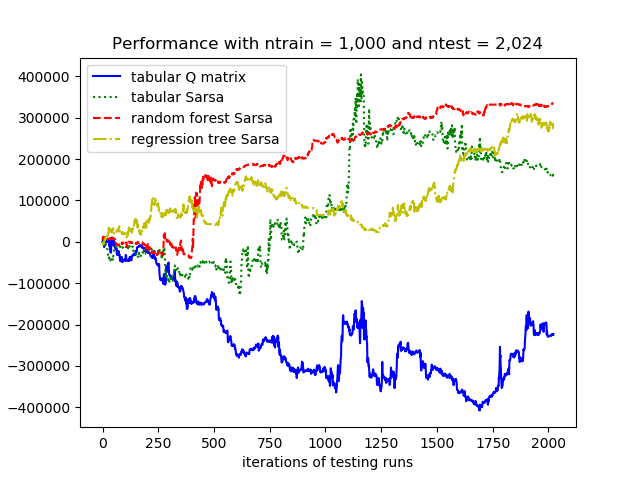 Performance with ntrain = 1,000 and ntest = 2,024
tabular Q matrix
tabular Sarsa
random forest Sarsa
regression tree Sarsa
400000
300000
200000
100000
0
−100000
−200000
−300000
−400000
0 250 500 750 1000 1250 1500 1750 2000
iterations of testing runs